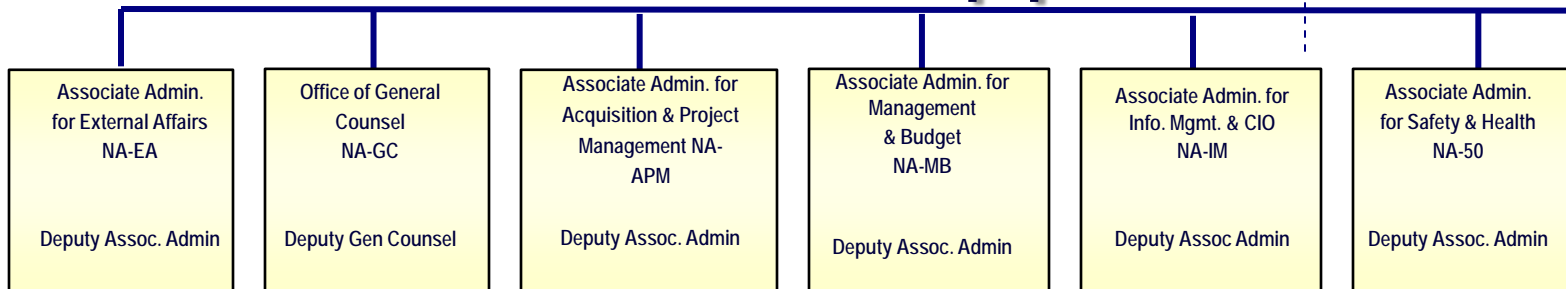 Associate Admin.
for External Affairs
NA-EA
Deputy Assoc. Admin
Office of General
Counsel
NA-GC
Deputy Gen Counsel
Associate Admin. for
Acquisition & Project
Management NA-
APM
Deputy Assoc. Admin
Associate Admin. for
Management
& Budget
NA-MB
Deputy Assoc. Admin
Associate Admin. for
Info. Mgmt. & CIO
NA-IM
Deputy Assoc Admin
Associate Admin.
for Safety & Health
NA-50
Deputy Assoc. Admin